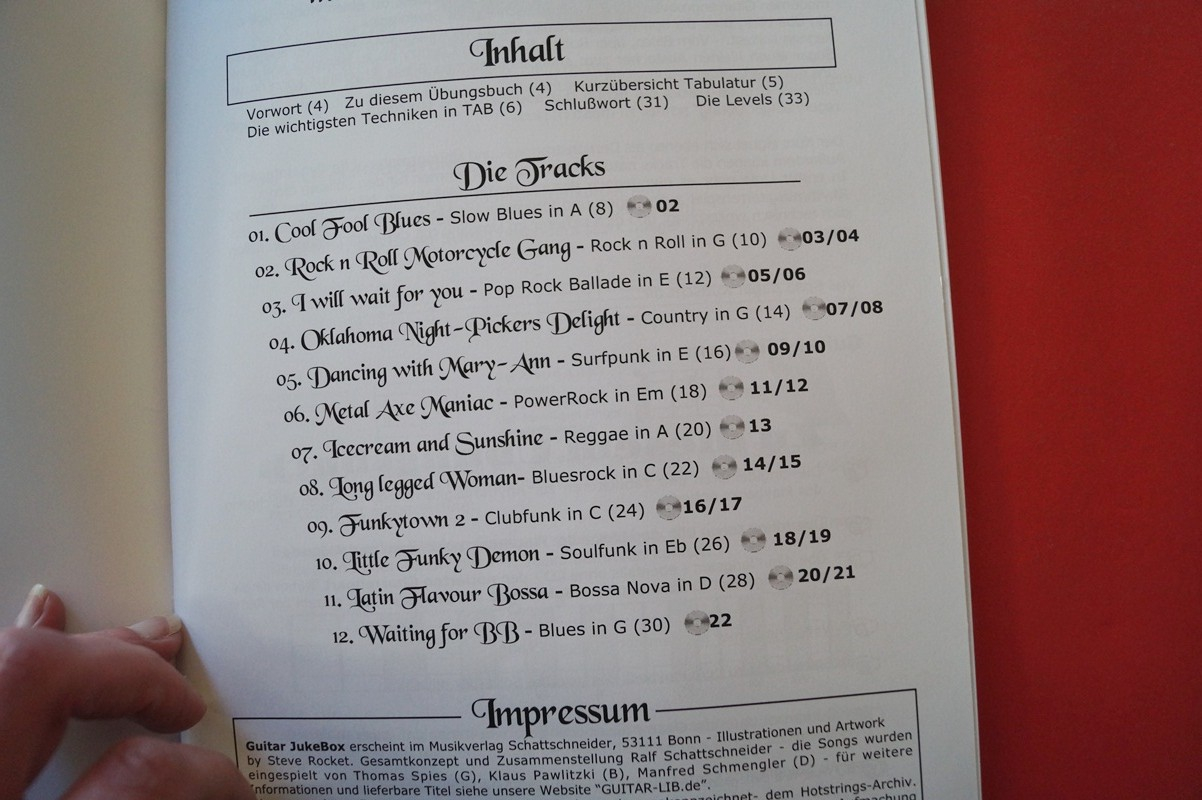 Inhalt
Vorwort (4) Zu diesem Übungsbuch (4) Kurzübersicht Tabulatur (5)
Die wichtigsten Techniken in TAB (6) Schlußwort (31) Die Levels (33)
Die Tracks
01. Cool Fool Blues - Slow Blues in A (8) 02
02. Rock n Roll Motorcycle Gang - Rock n Roll in G (10) 03/04
03. I will wait for you - Pop Rock Ballade in E (12) 05/06
04. Oklahoma Night-Pickers Delight - Country in G (14) 07/08
05. Dancing with Mary-Ann - Surfpunk in E (16) 09/10
06. Metal Axe Maniac - PowerRock in Em (18) 11/12
07. Icecream and Sunshine - Reggae in A (20) 13
08. Long legged Woman- Bluesrock in C (22) 14/15
09. Funkytown 2 - Clubfunk in C (24) 16/17
10. Little Funky Demon - Soulfunk in Eb (26) 18/19
11. Latin Flavour Bossa - Bossa Nova in D (28) 20/21
12. Waiting for BB - Blues in G (30) 22
Impressum
Guitar JukeBox erscheint im Musikverlag Schattschneider, 53111 Bonn - Illustrationen und Artwork
by Steve Rocket. Gesamtkonzept und Zusammenstellung Ralf Schattschneider - die Songs wurden
eingespielt von Thomas Spies (G), Klaus Pawlitzki (B), Manfred Schmengler (D) - für weitere
Informationen und lieferbare Titel siehe unsere Website "GUITAR-LIB.de".
dem Hotstrings-Archiv.